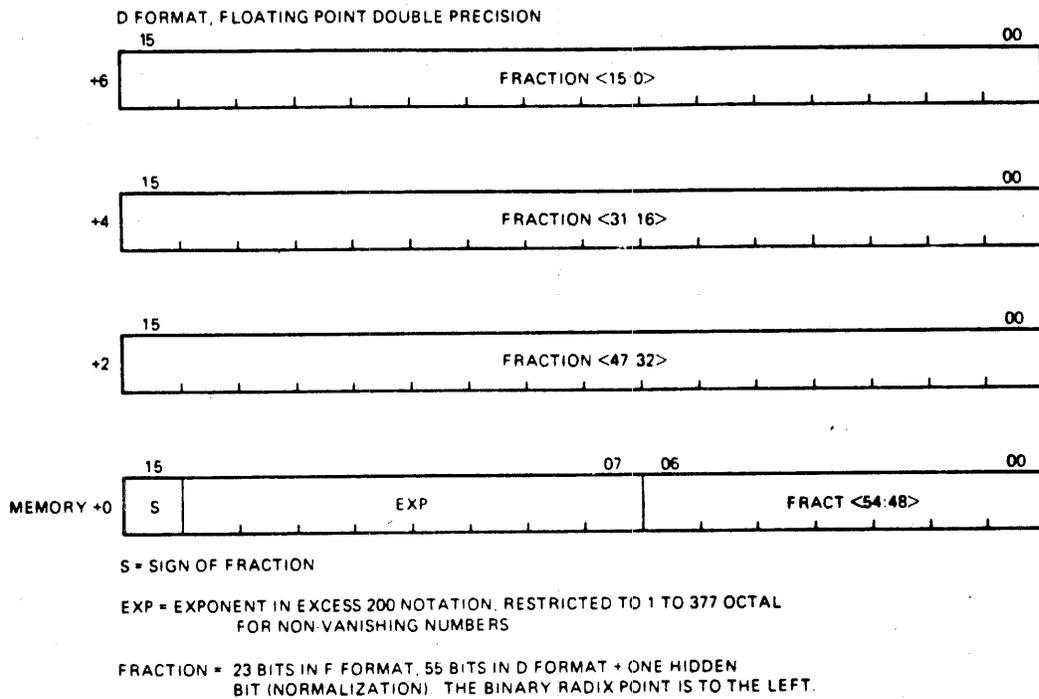 D FORMAT, FLOATING POINT DOUBLE PRECISION
15 00
+6 FRACTION <15 0>
15 00
+4 FRACTION <31 16>
15 00
+2 FRACTION <47 32>
15 07 06 00
MEMORY +0 S EXP FRACT <54:48>
S = SIGN OF FRACTION
EXP = EXPONENT IN EXCESS 200 NOTATION, RESTRICTED TO 1 TO 377 OCTAL
FOR NON-VANISHING NUMBERS
FRACTION = 23 BITS IN F FORMAT, 55 BITS IN D FORMAT + ONE HIDDEN
BIT (NORMALIZATION). THE BINARY RADIX POINT IS TO THE LEFT.